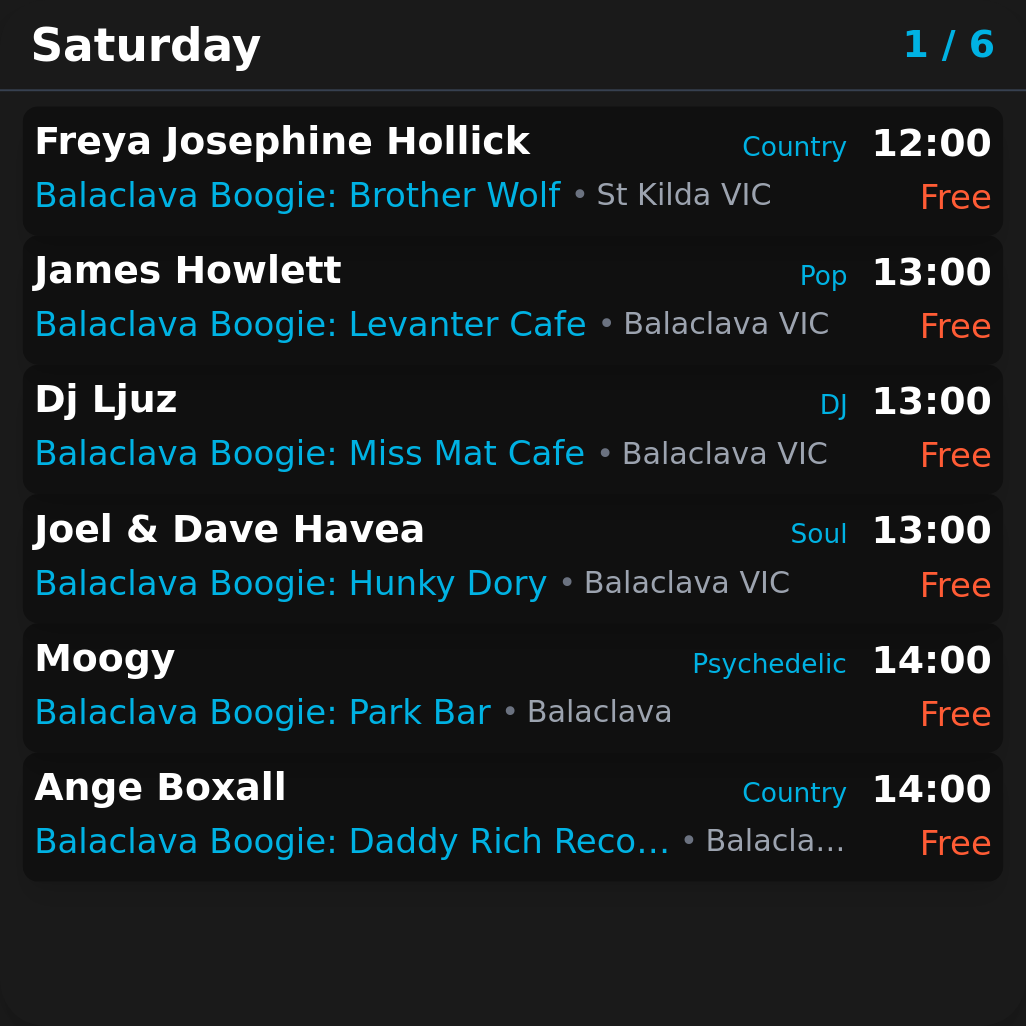 Saturday 1 / 6
Freya Josephine Hollick Country 12:00
Balaclava Boogie: Brother Wolf • St Kilda VIC Free
James Howlett Pop 13:00
Balaclava Boogie: Levanter Cafe • Balaclava VIC Free
Dj Ljuz DJ 13:00
Balaclava Boogie: Miss Mat Cafe • Balaclava VIC Free
Joel & Dave Havea Soul 13:00
Balaclava Boogie: Hunky Dory • Balaclava VIC Free
Moogy Psychedelic 14:00
Balaclava Boogie: Park Bar • Balaclava Free
Ange Boxall Country 14:00
Balaclava Boogie: Daddy Rich Reco... • Balacla... Free